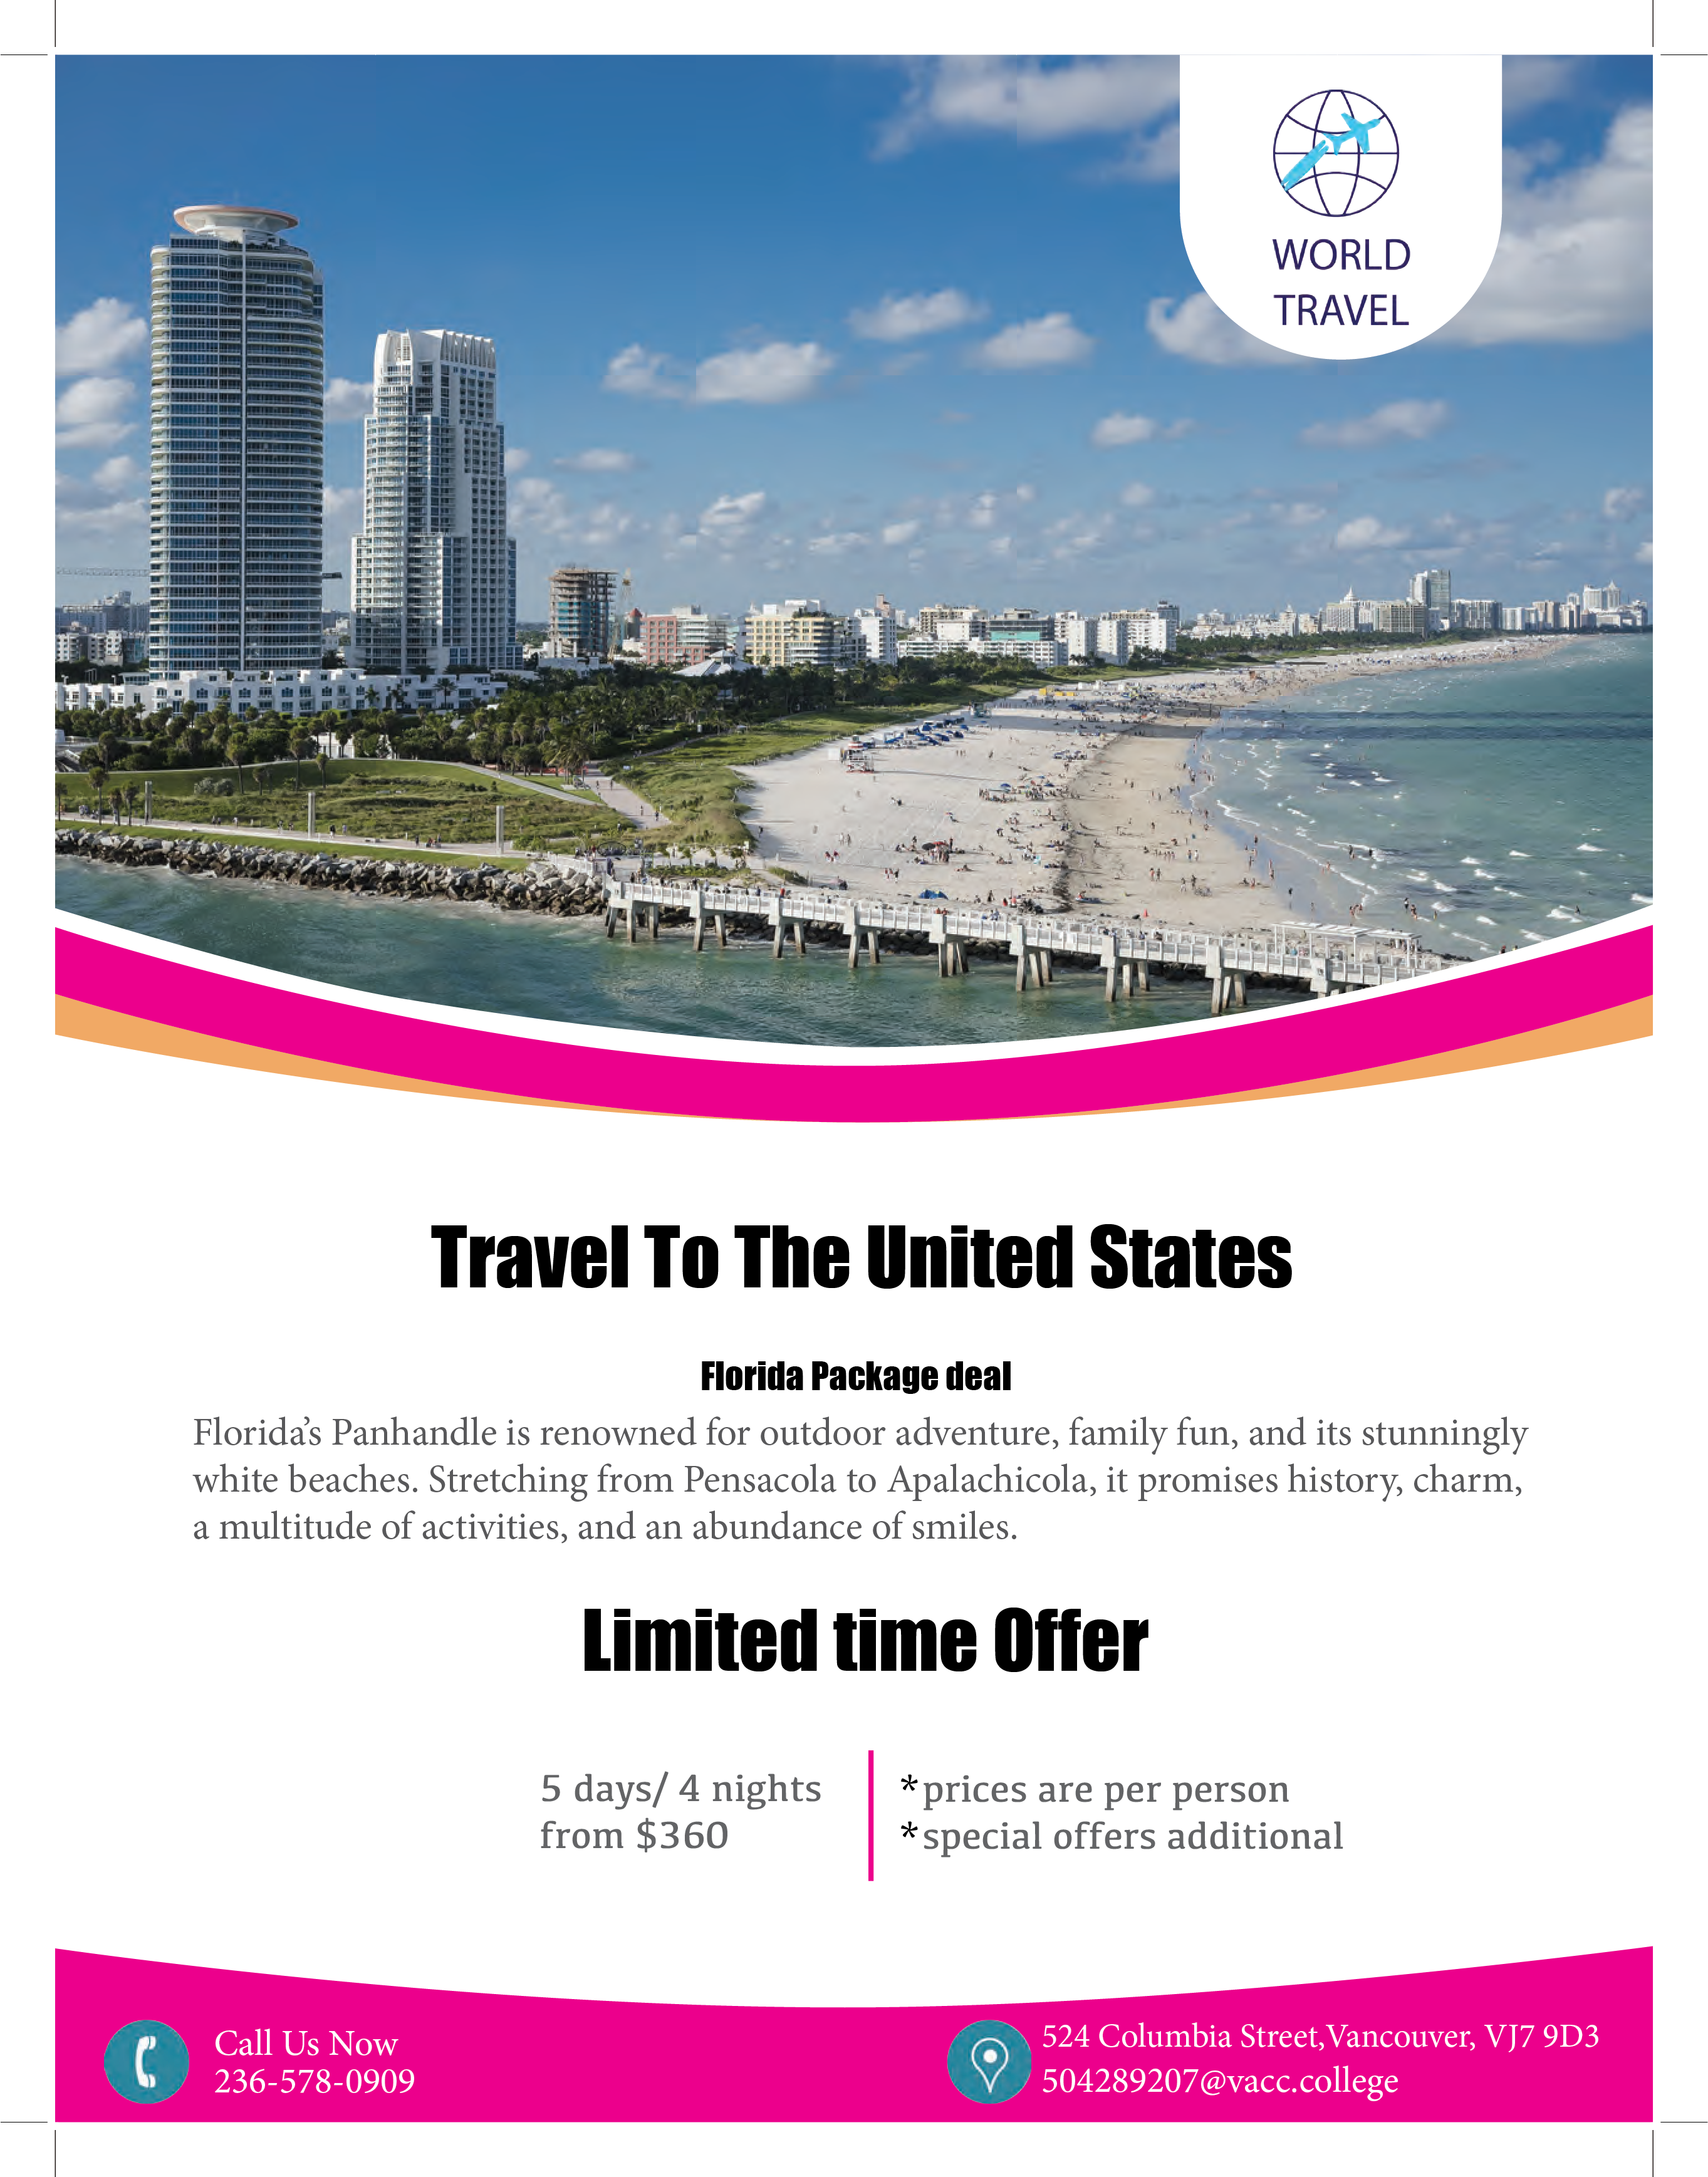 WORLD
TRAVEL
Travel To The United States
Florida Package deal
Florida’s Panhandle is renowned for outdoor adventure, family fun, and its stunningly
white beaches. Stretching from Pensacola to Apalachicola, it promises history, charm,
a multitude of activities, and an abundance of smiles.
Limited time Offer
5 days/ 4 nights
from $360
*prices are per person
*special offers additional
Call Us Now
236-578-0909
524 Columbia Street,Vancouver, VJ7 9D3
504289207@vacc.college